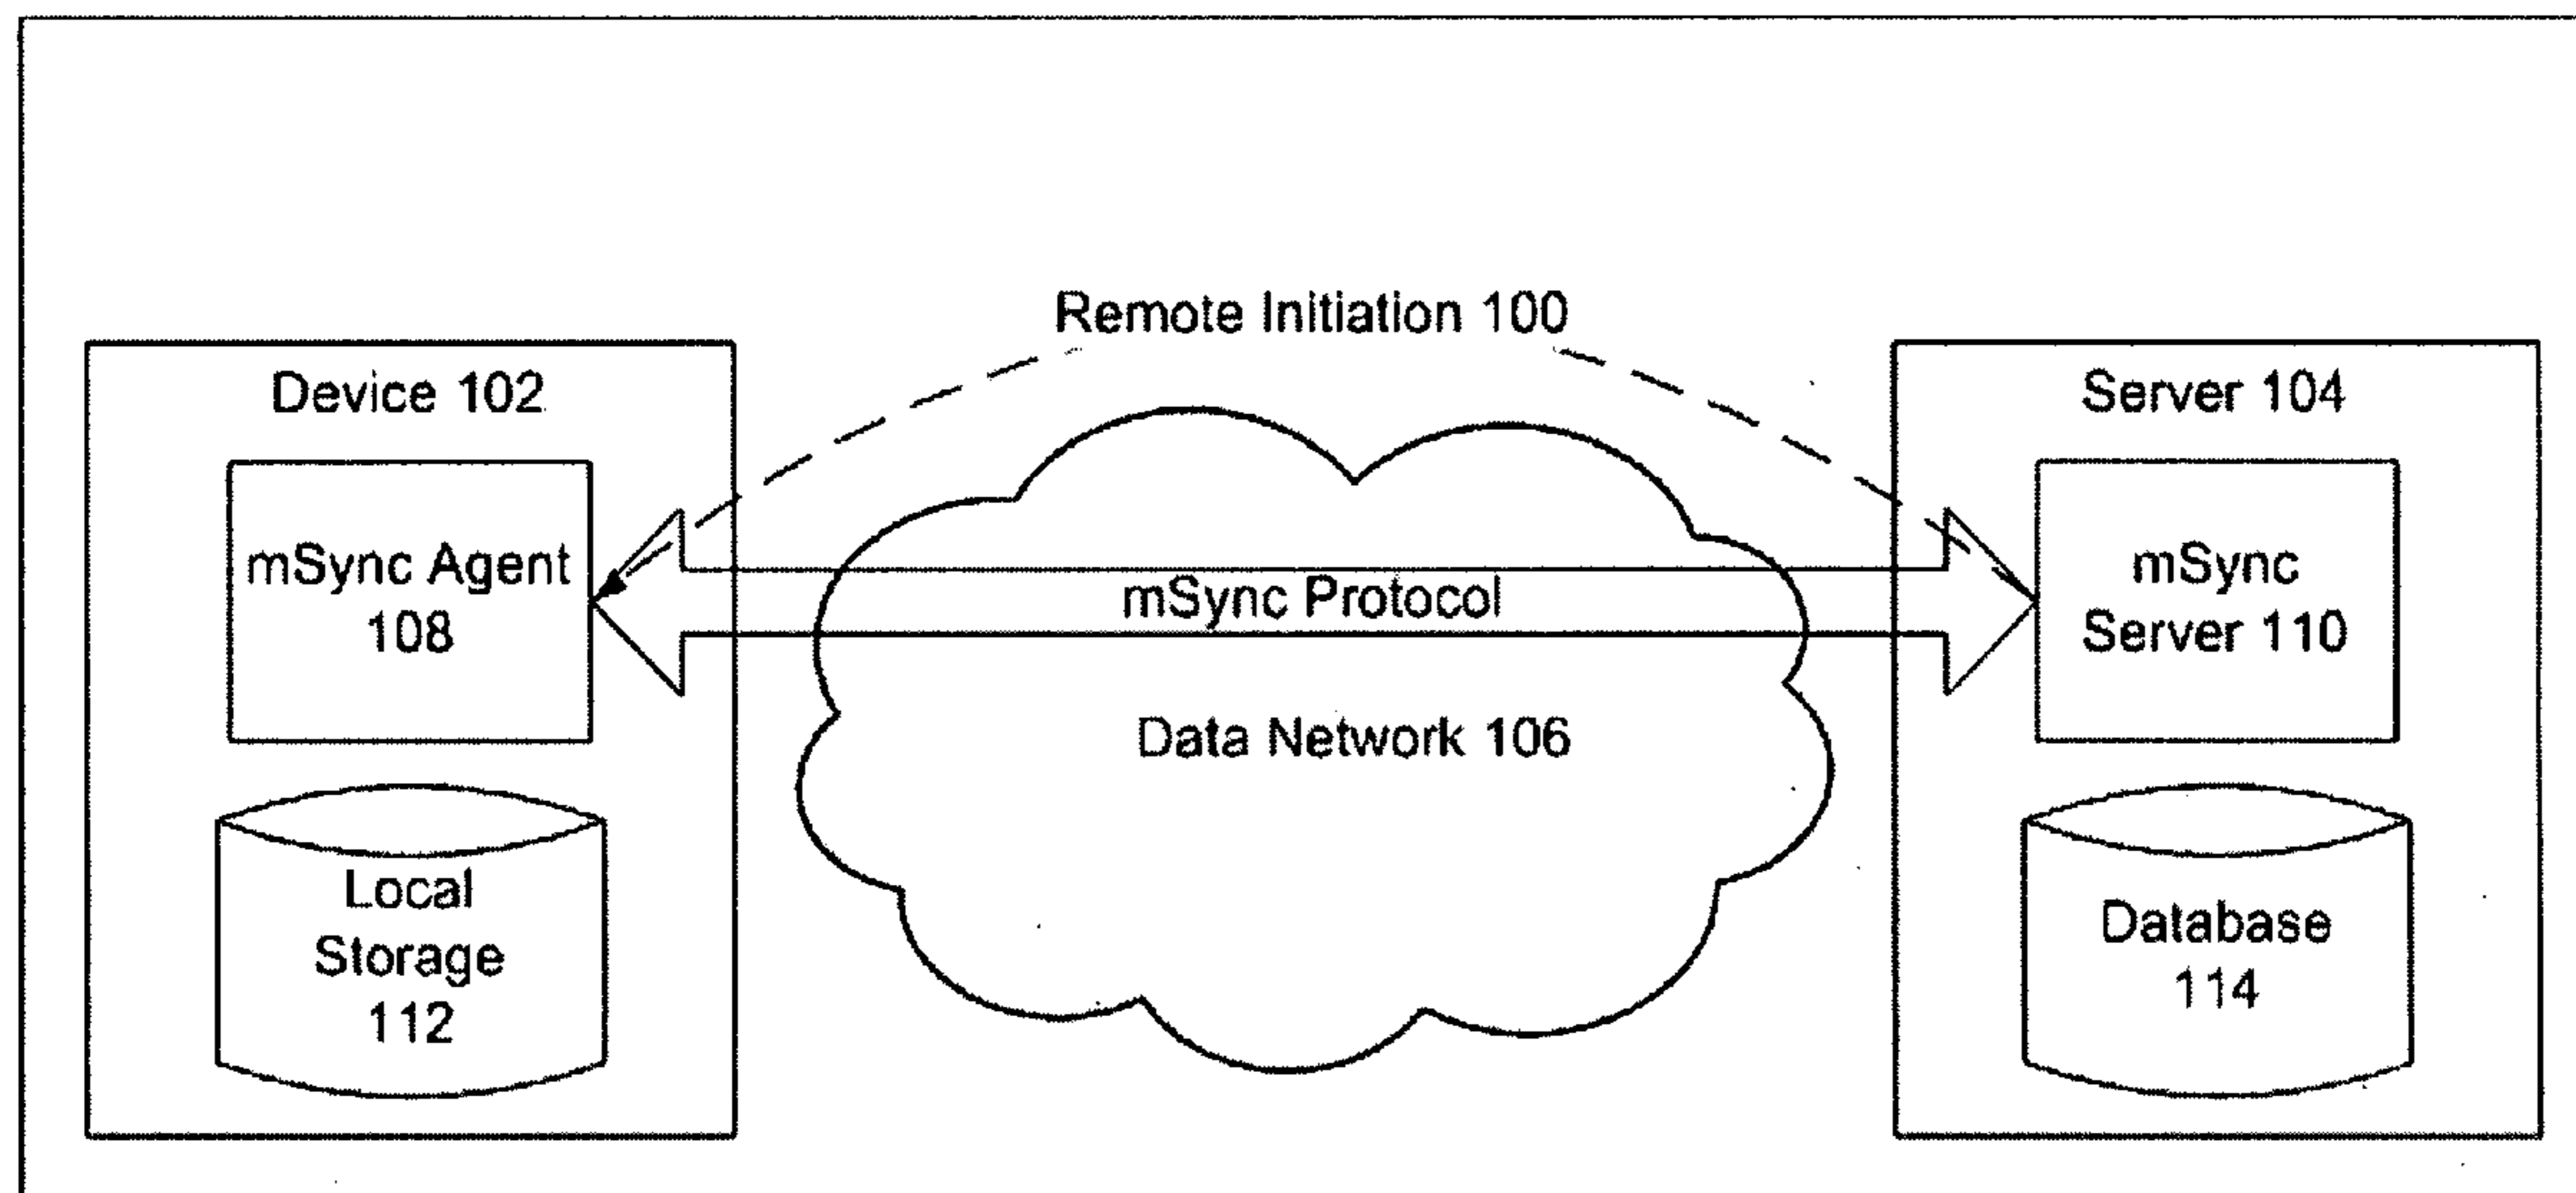 Remote Initiation 100
Device 102
Server 104
mSync Agent
108
mSync Protocol
mSync
Server 110
Data Network 106
Local
Storage
112
Database
114